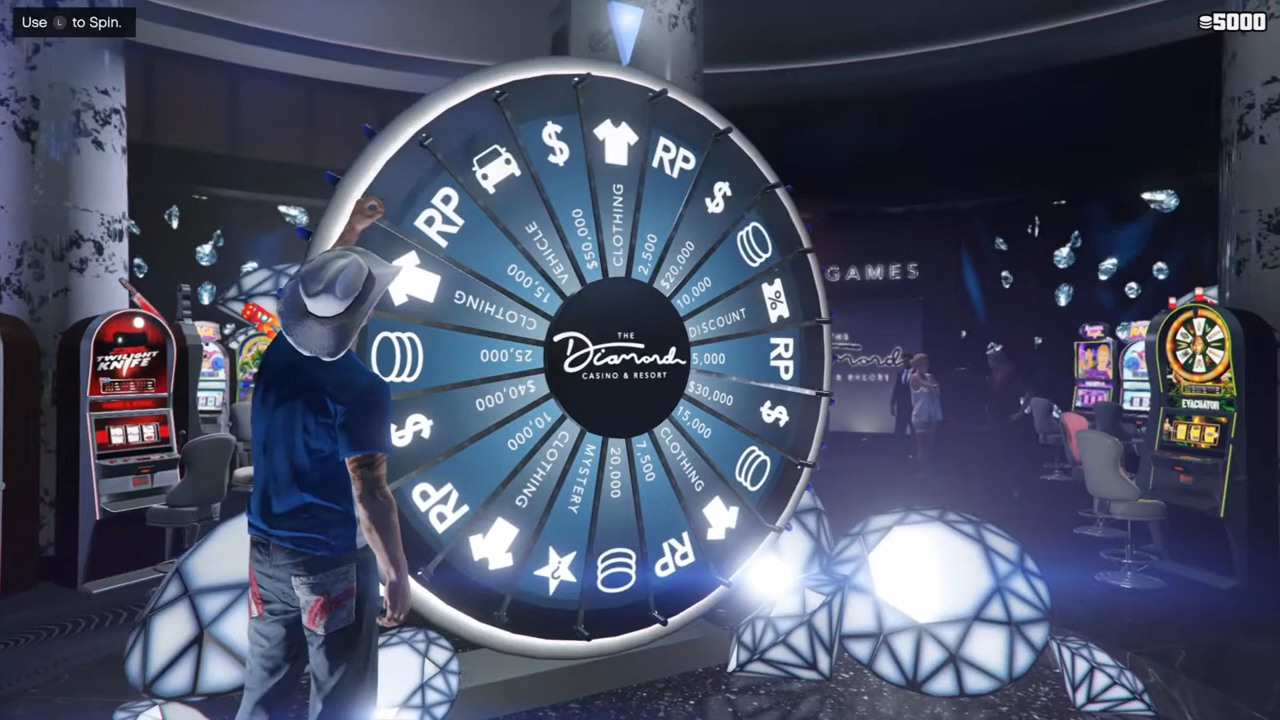 Use L to Spin.
5000
CLOTHING
RP
2,500
$
$20,000
10,000
%
DISCOUNT
RP
5,000
$
$30,000
15,000
CLOTHING
RP
7,500
20,000
?
MYSTERY
CLOTHING
RP
10,000
$
$40,000
25,000
CLOTHING
RP
15,000
VEHICLE
$
$50,000
THE
Diamond
CASINO & RESORT
GAMES
TWILIGHT
KNIFE
EVACUATOR